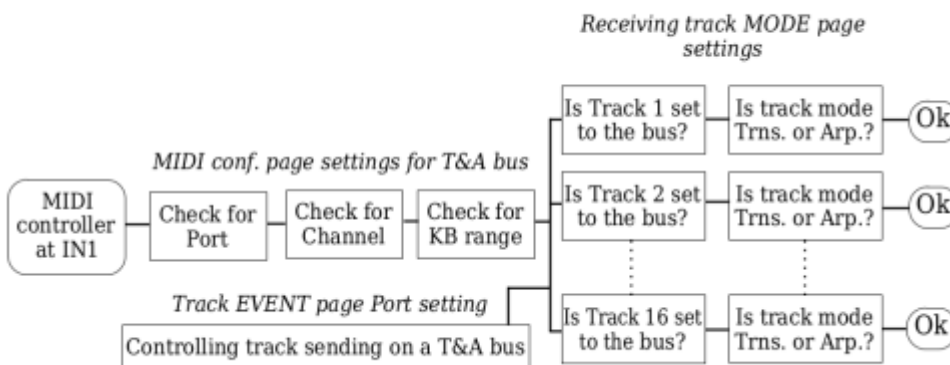 Receiving track MODE page
settings
Is Track 1 set
to the bus?
Is track mode
Trns. or Arp.?
Ok
MIDI conf. page settings for T&A bus
MIDI
controller
at IN1
Check for
Port
Check for
Channel
Check for
KB range
Is Track 2 set
to the bus?
Is track mode
Trns. or Arp.?
Ok
Track EVENT page Port setting
Controlling track sending on a T&A bus
Is Track 16 set
to the bus?
Is track mode
Trns. or Arp.?
Ok